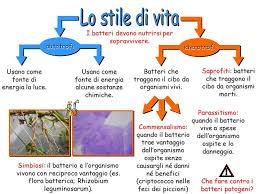 Lo stile di vita
I batteri devono nutrirsi per
sopravvivere.
autotrofi
eterotrofi
Usano come
fonte di
energia la luce.
Usano come
fonte di energia
alcune sostanze
chimiche.
Batteri che
traggono il cibo da
organismi vivi.
Saprofiti: batteri
che traggono il
cibo da organismi
morti.
Commensalismo:
quando il batterio
trae vantaggio
dall'organismo
ospite senza
causargli né danni
né benefici
(criptococco nelle
feci dei piccioni)
Parassitismo:
quando il batterio
vive a spese
dell'organismo
ospite e lo
danneggia.
Simbiosi: il batterio e l'organismo
vivono con reciproco vantaggio (es.
flora batterica; Rhizobium
leguminosarum).
Che fare contro i
batteri patogeni?